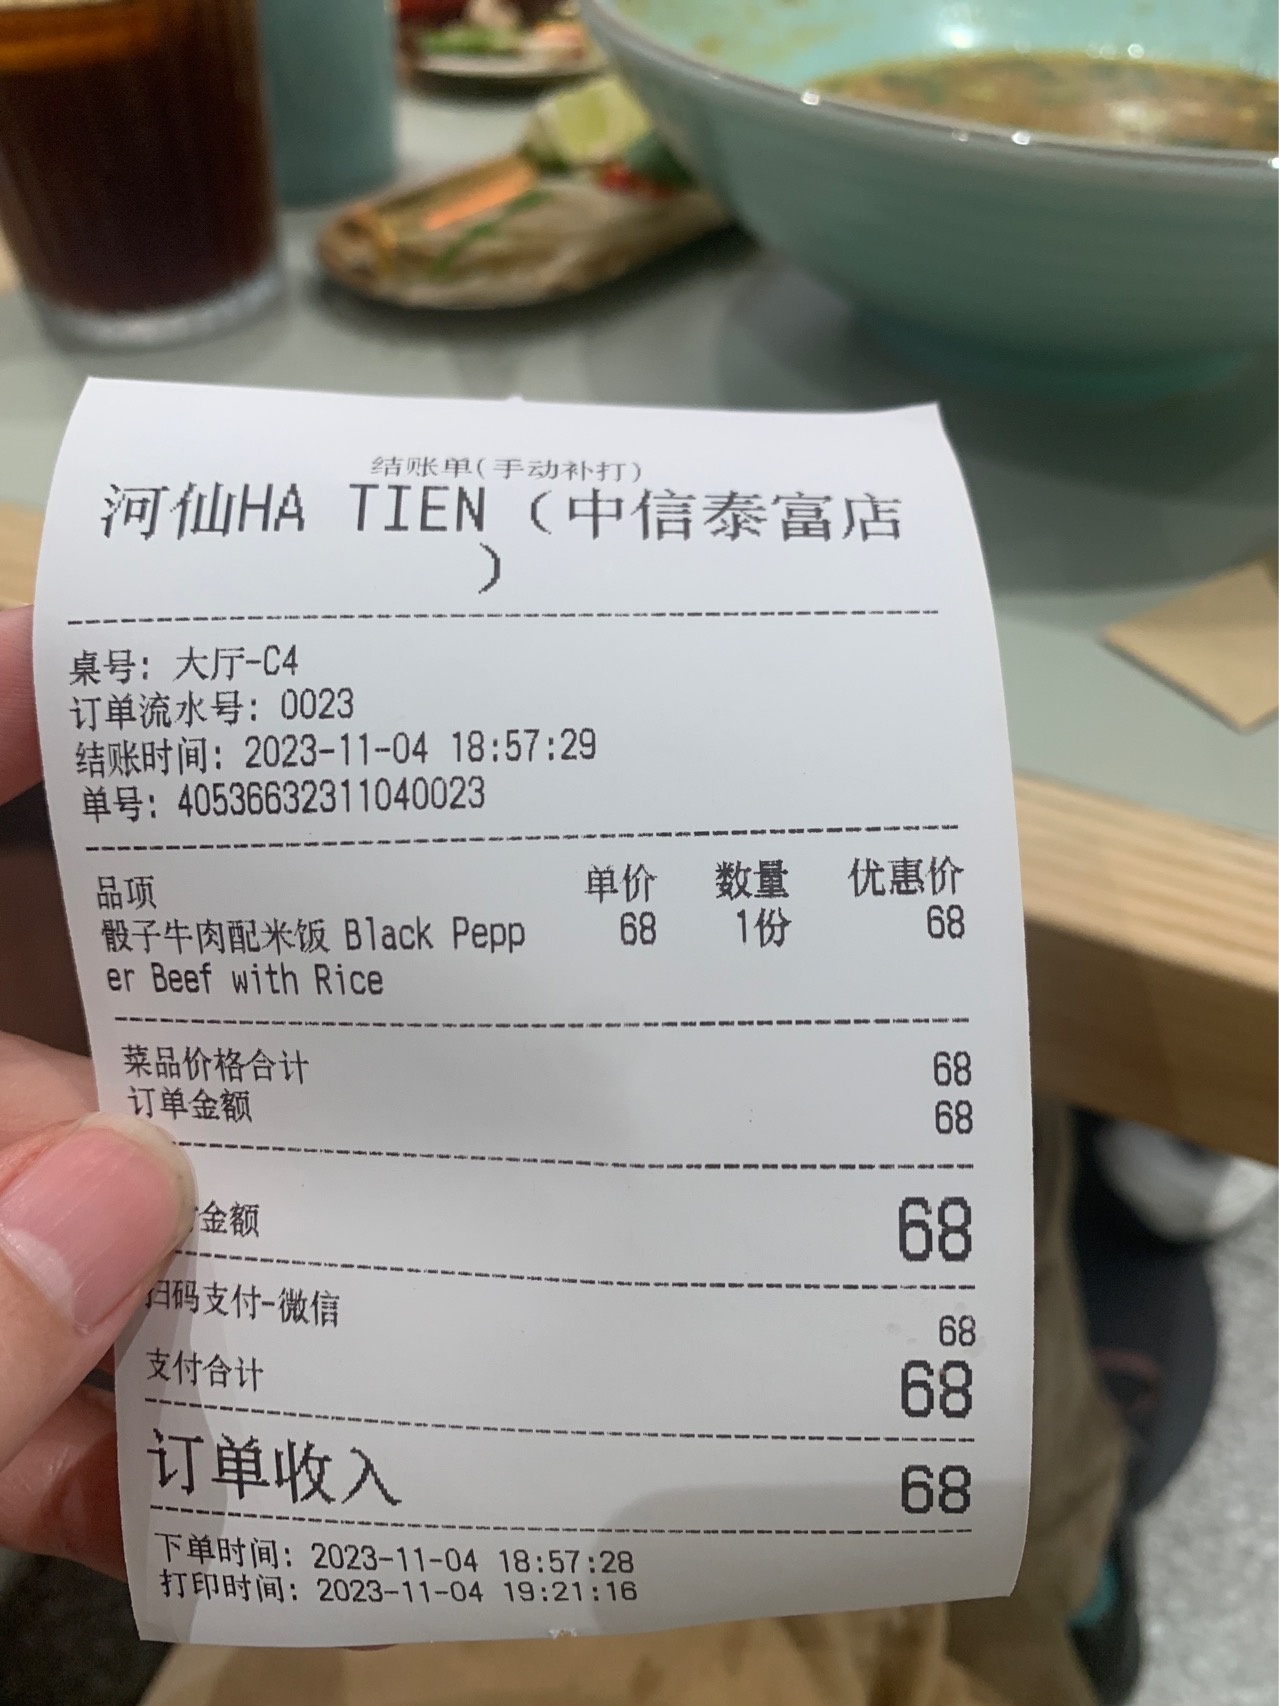 结账单(手动补打)
河仙HA TIEN（中信泰富店
）
桌号: 大厅-C4
订单流水号: 0023
结账时间: 2023-11-04 18:57:29
单号: 40536632311040023
品项 单价 数量 优惠价
骰子牛肉配米饭 Black Pepp 68 1份 68
er Beef with Rice
菜品价格合计 68
订单金额 68
金额 68
扫码支付-微信 68
支付合计 68
订单收入 68
下单时间: 2023-11-04 18:57:28
打印时间: 2023-11-04 19:21:16